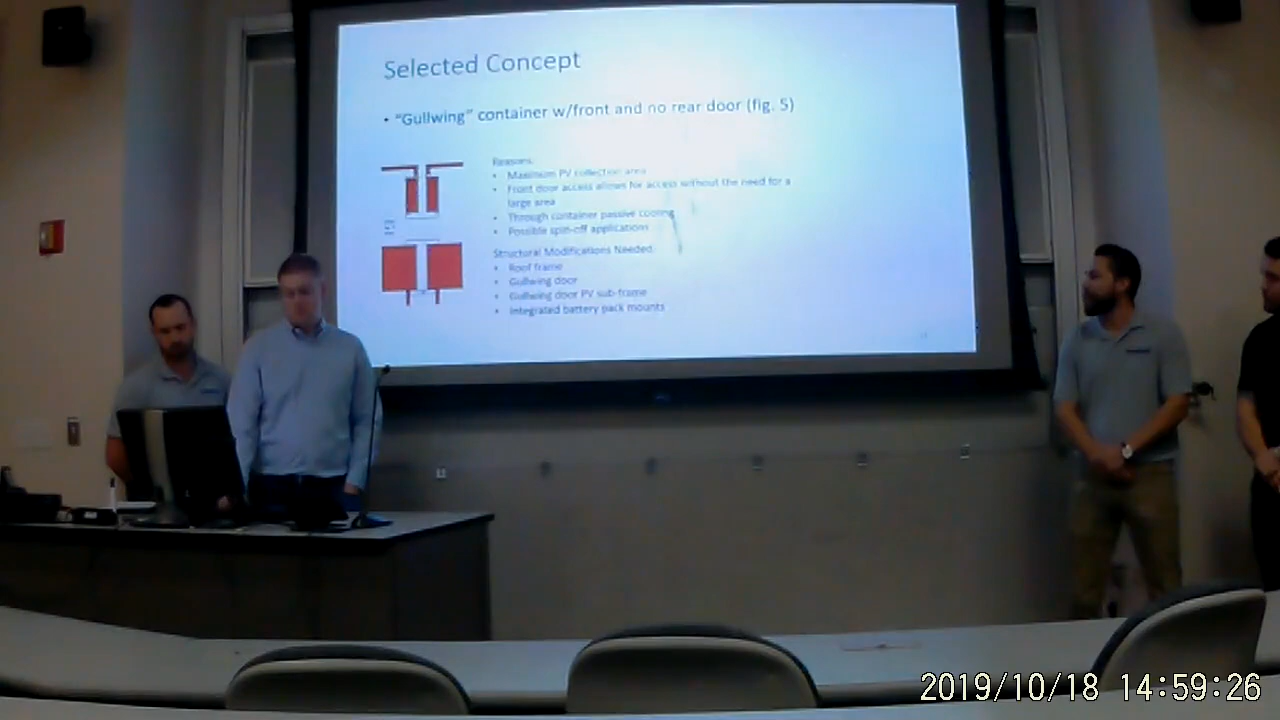 Selected Concept
• “Gullwing” container w/front and no rear door (fig. 5)
Reasons:
• Maximum PV collection area
• Front door access allows for access without the need for a
large area
• Through container passive cooling
• Possible spin-off applications
Structural Modifications Needed:
• Roof frame
• Gullwing door
• Gullwing door PV sub-frame
• Integrated battery pack mounts
2019/10/18 14:59:26